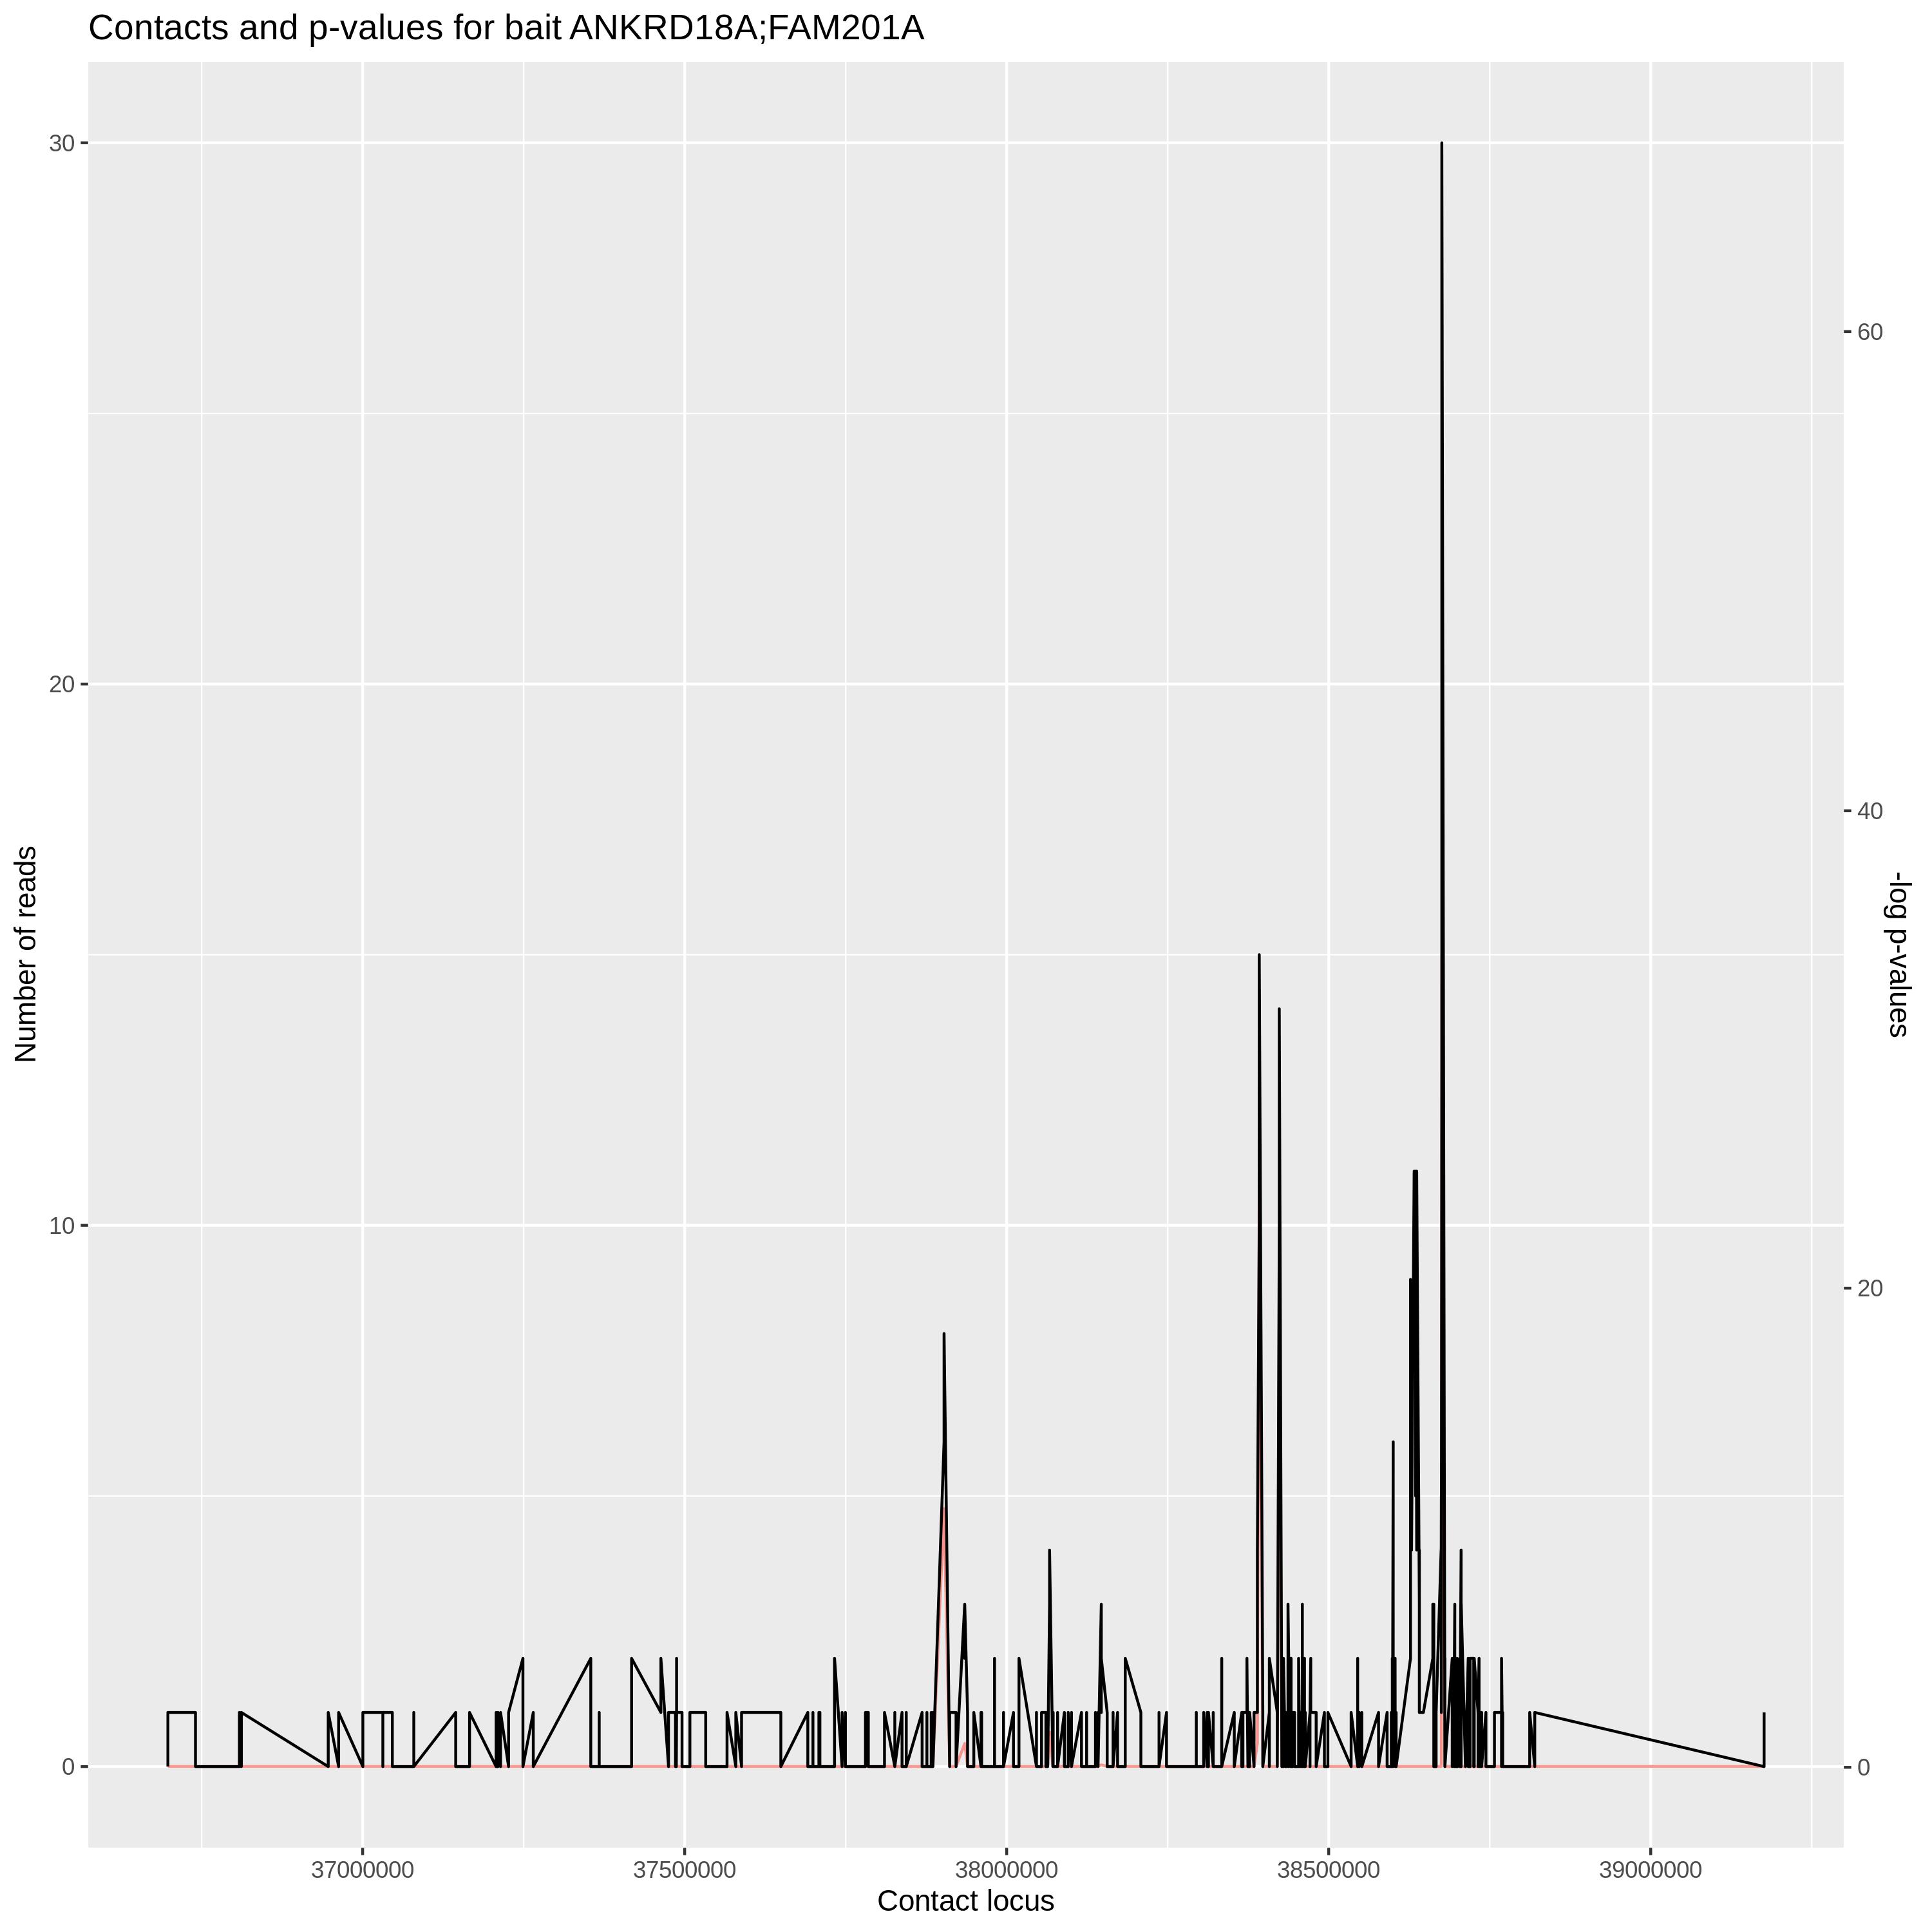 Contacts and p-values for bait ANKRD18A;FAM201A
30
20
10
0
Number of reads
60
40
20
0
-log p-values
37000000 37500000 38000000 38500000 39000000
Contact locus